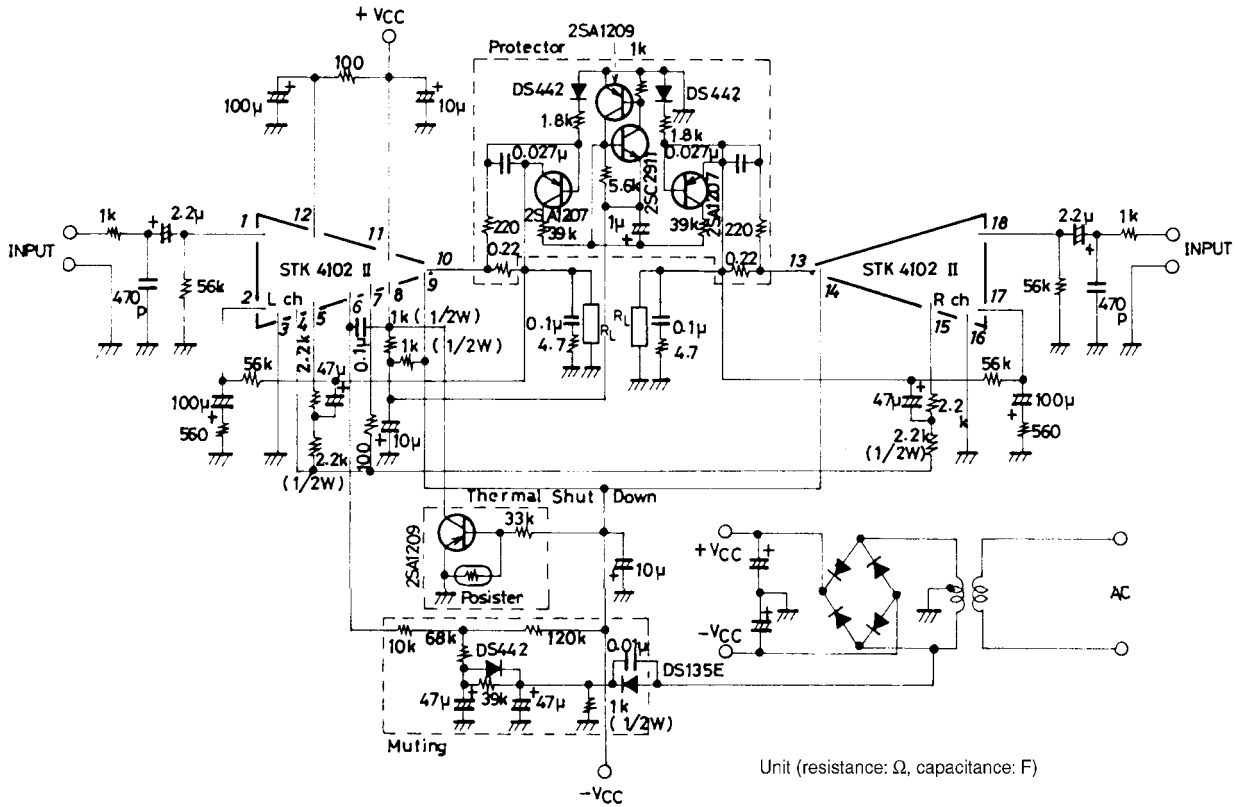 + VCC
2SA1209
Protector
1k
100
100μ
10μ
DS442
DS442
1.8k
1.8k
0.027μ
0.027μ
2SC2911
5.6k
2SA1207
2SA1207
1μ
39k
39k
220
220
0.22
0.22
1k
2.2μ
1
12
11
10
9
INPUT
STK 4102 II
L ch
2
3
4
5
6
7
8
470
P
56k
13
14
STK 4102 II
R ch
15
16
17
18
2.2μ
1k
INPUT
56k
470
P
1k (1/2W)
1k (1/2W)
0.1μ
2.2k
47μ
0.1μ
4.7
RL
RL
0.1μ
4.7
56k
100μ
560
2.2k
(1/2W)
100
10μ
47μ
2.2
k
2.2k
(1/2W)
56k
100μ
560
Thermal Shut Down
2SA1209
33k
Posister
10μ
+VCC
-VCC
AC
10k
68k
120k
DS442
0.01μ
DS135E
47μ
39k
47μ
1k
(1/2W)
Muting
-VCC
Unit (resistance: Ω, capacitance: F)